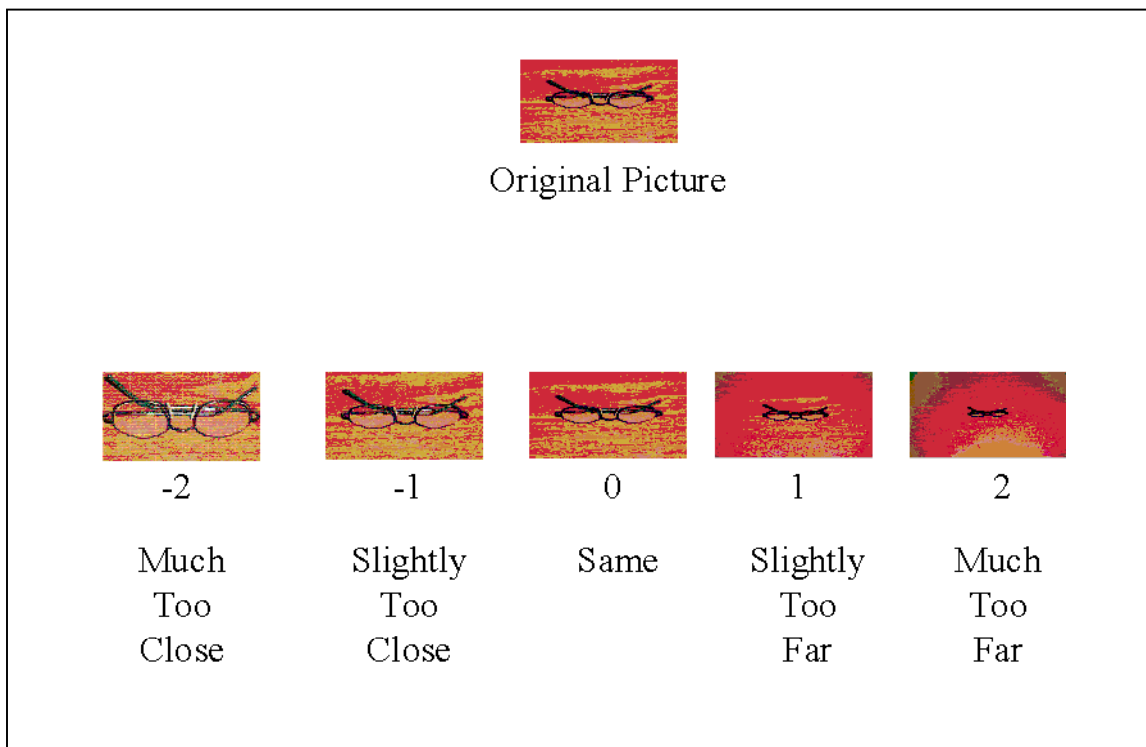 Original Picture
-2 -1 0 1 2
Much Slightly Same Slightly Much
Too Too Too Too
Close Close Far Far